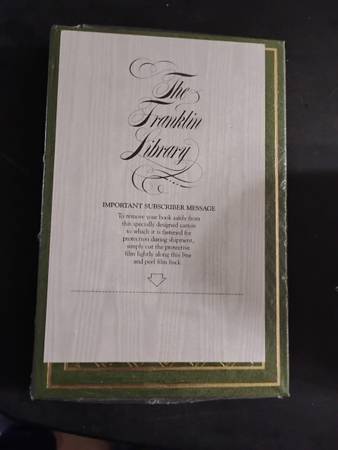 The
Franklin
Library
IMPORTANT SUBSCRIBER MESSAGE
To remove your book safely from
this specially designed carton
to which it is fastened for
protection during shipment,
simply cut the protective
film lightly along this line
and peel film back